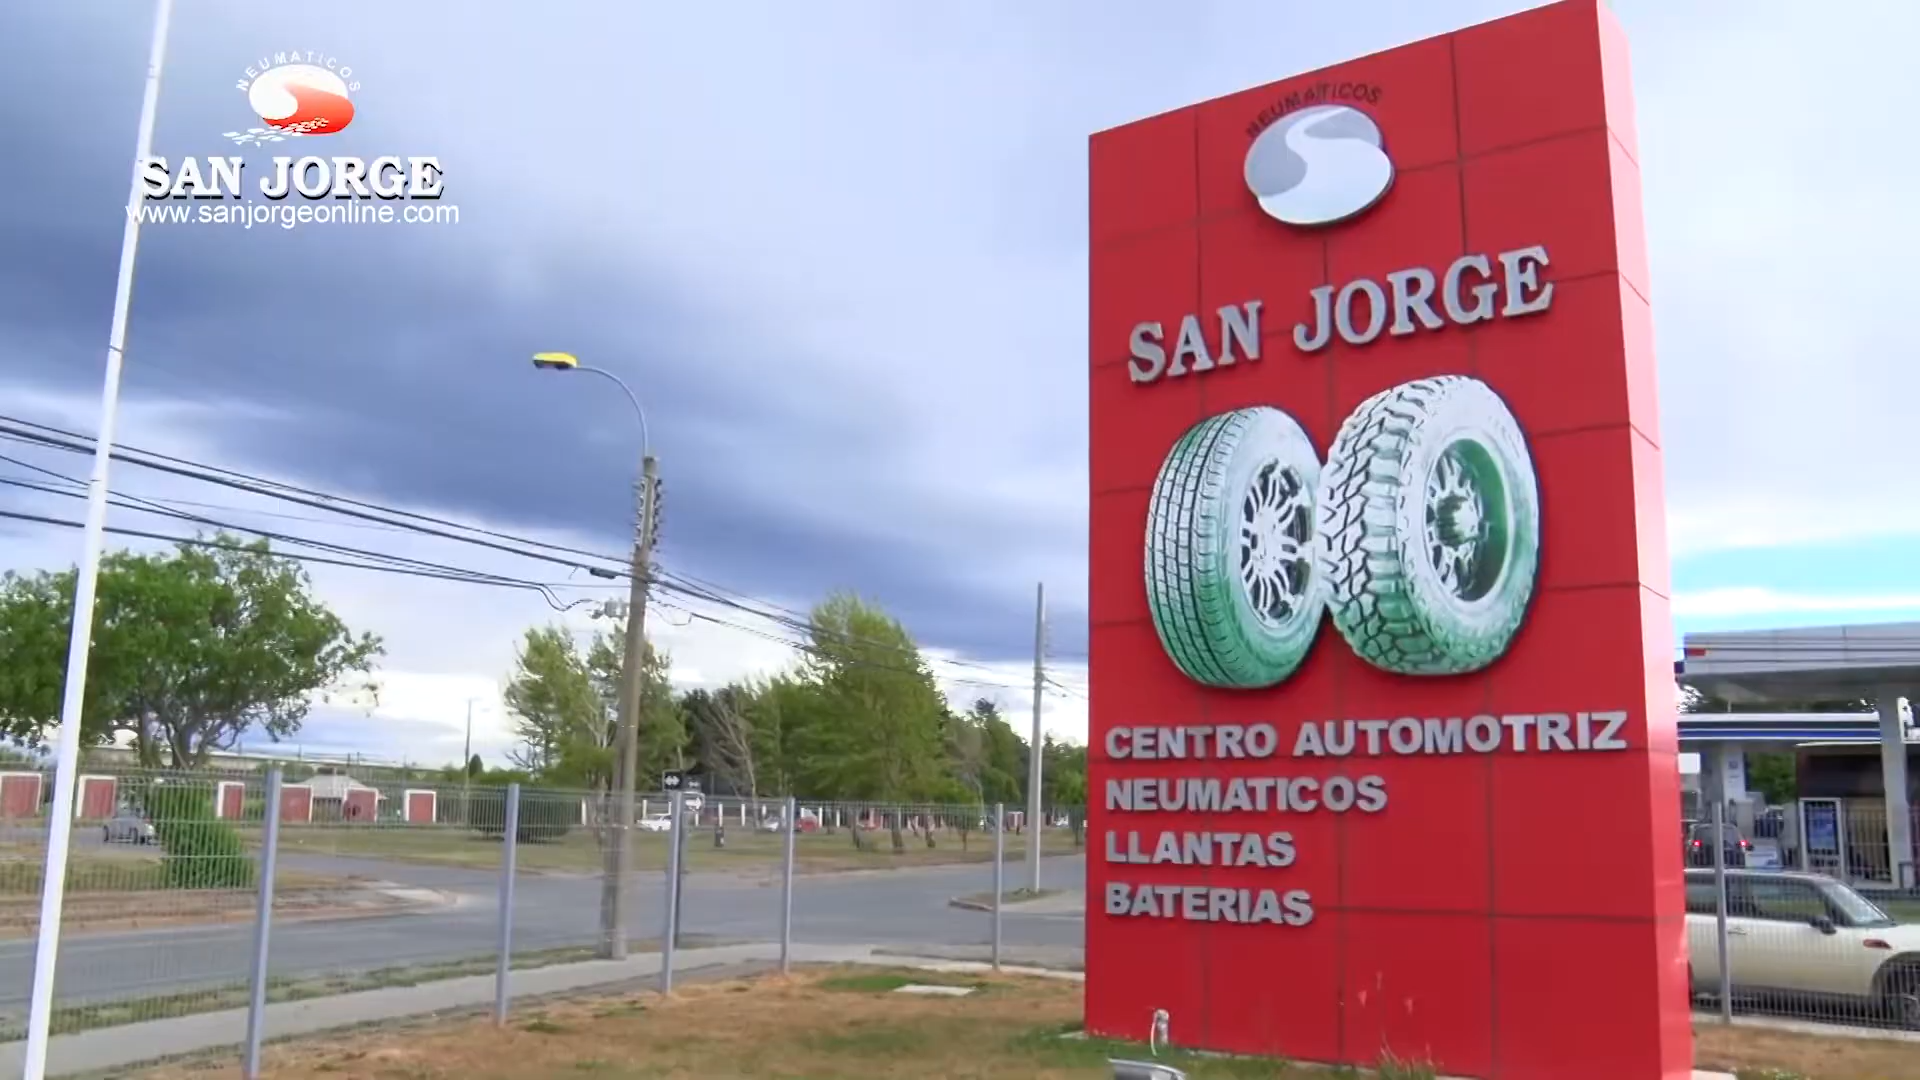 NEUMATICOS
SAN JORGE
www.sanjorgeonline.com
NEUMATICOS
SAN JORGE
CENTRO AUTOMOTRIZ
NEUMATICOS
LLANTAS
BATERIAS